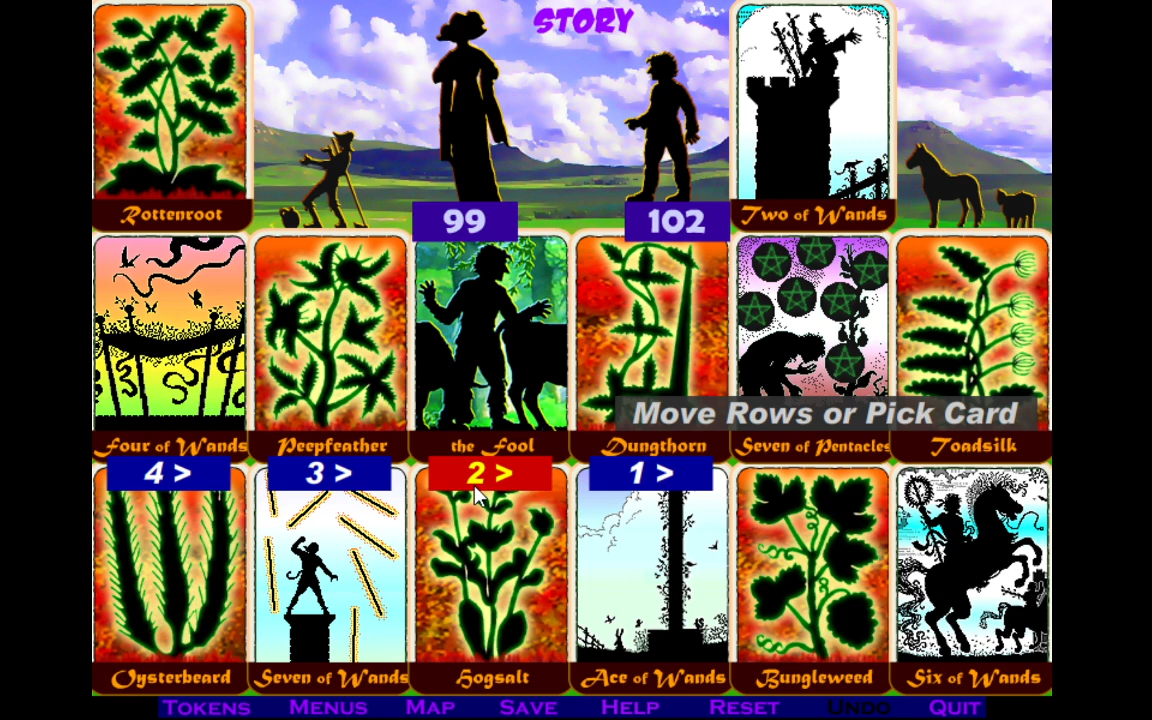 STORY
Rottenroot
Two of Wands
99
102
Four of Wands
Peepfeather
the Fool
Dungthorn
Seven of Pentacles
Toadsilk
Move Rows or Pick Card
4 >
3 >
2 >
1 >
Oysterbeard
Seven of Wands
Hogsalt
Ace of Wands
Bungleweed
Six of Wands
TOKENS MENUS MAP SAVE HELP RESET UNDO QUIT